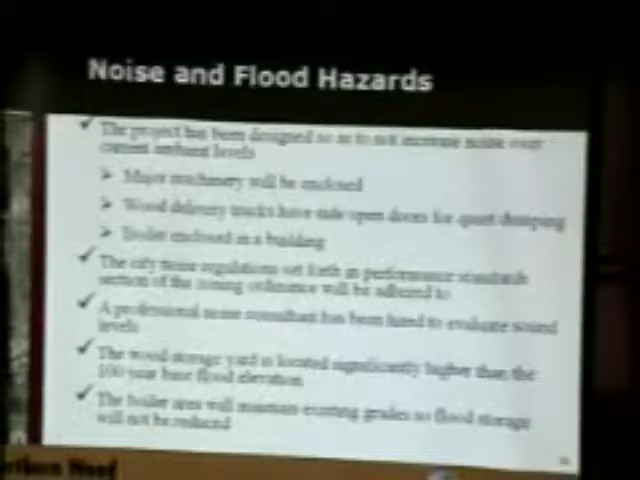 Noise and Flood Hazards
The project has been designed so as to not increase noise over
current ambient levels
Major machinery will be enclosed
Wood delivery trucks have side open doors for quiet dumping
Boiler enclosed in a building
The city noise regulations set forth in performance standards
section of the zoning ordinance will be adhered to
A professional noise consultant has been hired to evaluate sound
levels
The wood storage yard is located significantly higher than the
100 year base flood elevation
The boiler area will maintain existing grades so flood storage
will not be reduced
Wood